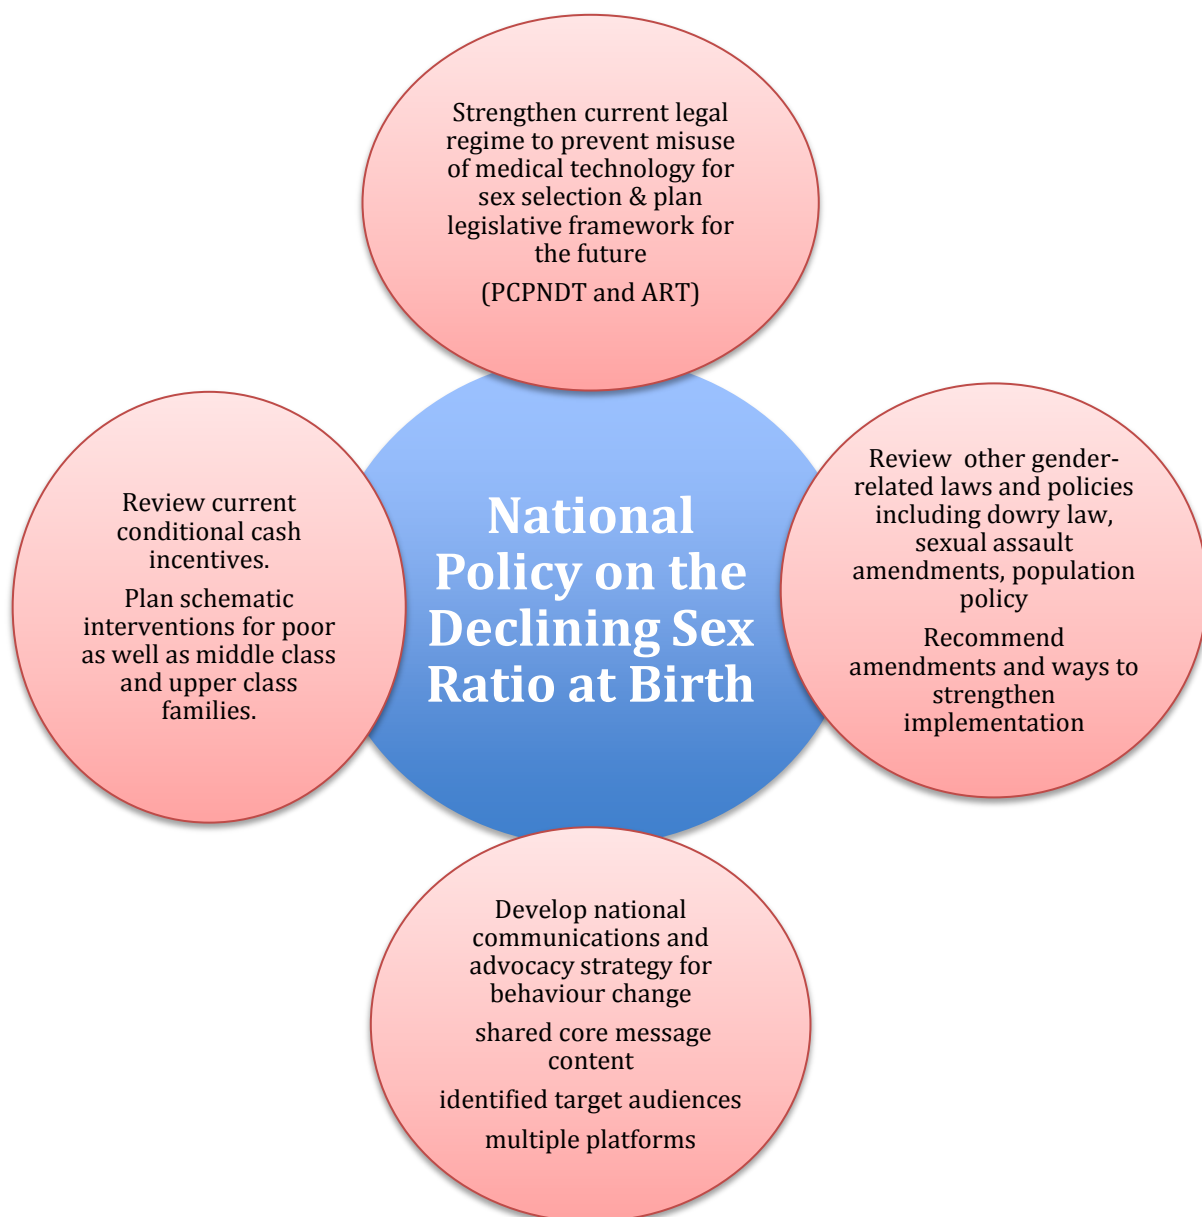 Strengthen current legal
regime to prevent misuse
of medical technology for
sex selection & plan
legislative framework for
the future
(PCPNDT and ART)
Review current
conditional cash
incentives.
Plan schematic
interventions for poor
as well as middle class
and upper class
families.
National
Policy on the
Declining Sex
Ratio at Birth
Review other gender-
related laws and policies
including dowry law,
sexual assault
amendments, population
policy
Recommend
amendments and ways to
strengthen
implementation
Develop national
communications and
advocacy strategy for
behaviour change
shared core message
content
identified target audiences
multiple platforms